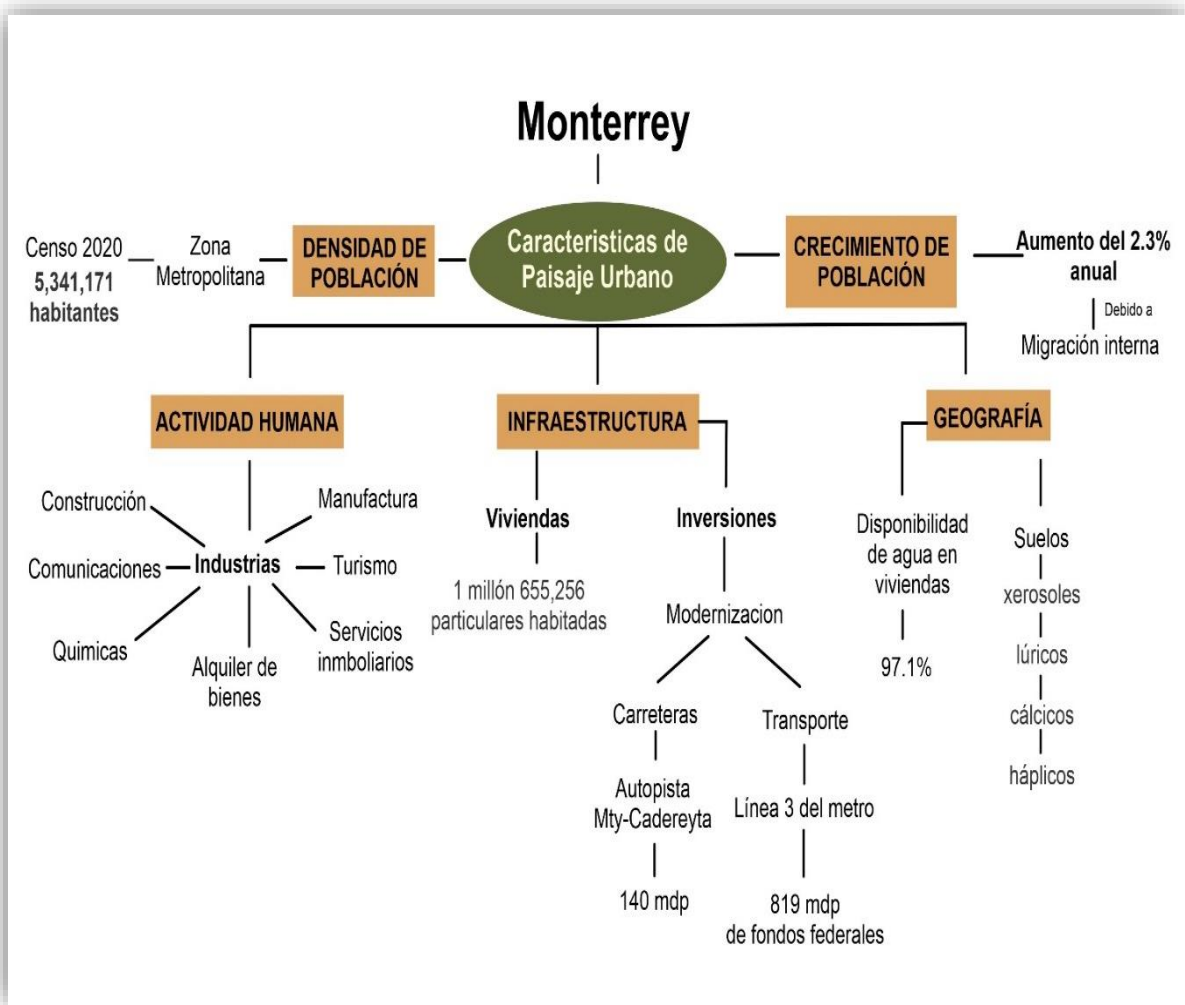 Monterrey
Caracteristicas de
Paisaje Urbano
DENSIDAD DE
POBLACIÓN
Zona
Metropolitana
Censo 2020
5,341,171
habitantes
CRECIMIENTO DE
POBLACIÓN
Aumento del 2.3%
anual
Debido a
Migración interna
ACTIVIDAD HUMANA
Construcción
Manufactura
Comunicaciones
Industrias
Turismo
Quimicas
Alquiler de
bienes
Servicios
inmboliarios
INFRAESTRUCTURA
Viviendas
1 millón 655,256
particulares habitadas
Inversiones
Modernizacion
Carreteras
Autopista
Mty-Cadereyta
140 mdp
Transporte
Línea 3 del metro
819 mdp
de fondos federales
GEOGRAFÍA
Disponibilidad
de agua en
viviendas
97.1%
Suelos
xerosoles
lúricos
cálcicos
háplicos